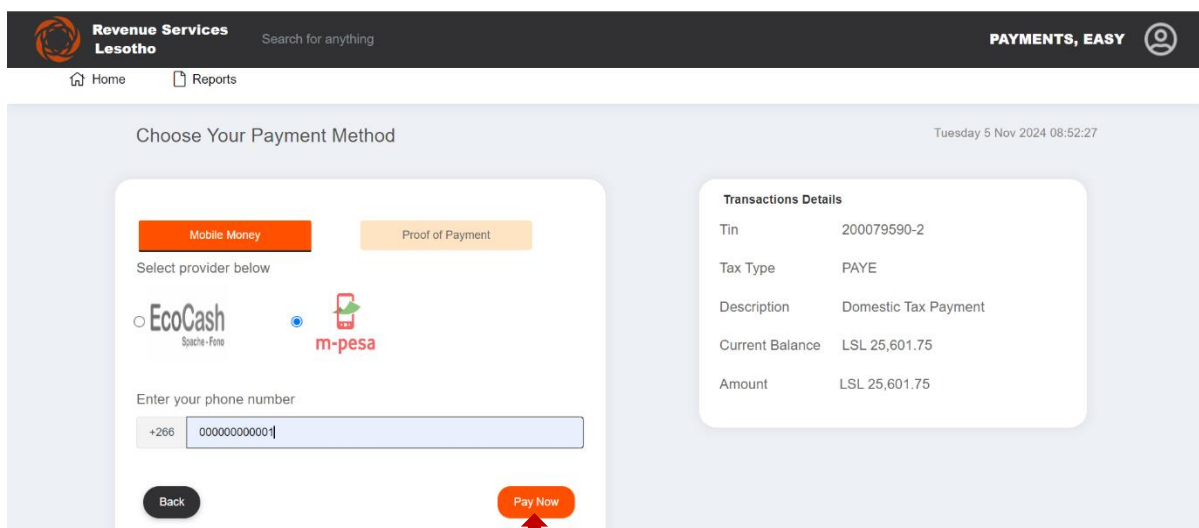 Revenue Services
Lesotho
Search for anything
PAYMENTS, EASY
Home
Reports
Choose Your Payment Method
Tuesday 5 Nov 2024 08:52:27
Mobile Money
Proof of Payment
Select provider below
EcoCash
Spache-Fono
m-pesa
Enter your phone number
+266 000000000001
Back
Pay Now
Transactions Details
Tin 200079590-2
Tax Type PAYE
Description Domestic Tax Payment
Current Balance LSL 25,601.75
Amount LSL 25,601.75